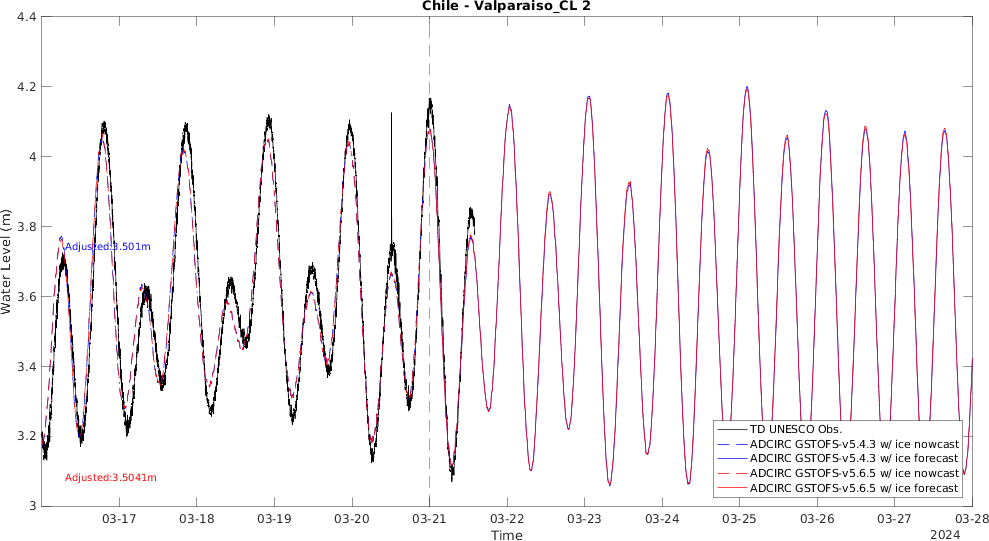 Chile - Valparaiso_CL 2
4.4
4.2
4
3.8
3.6
3.4
3.2
3
Water Level (m)
Adjusted:3.501m
Adjusted:3.5041m
TD UNESCO Obs.
ADCIRC GSTOFS-v5.4.3 w/ ice nowcast
ADCIRC GSTOFS-v5.4.3 w/ ice forecast
ADCIRC GSTOFS-v5.6.5 w/ ice nowcast
ADCIRC GSTOFS-v5.6.5 w/ ice forecast
03-17 03-18 03-19 03-20 03-21 03-22 03-23 03-24 03-25 03-26 03-27 03-28
Time
2024